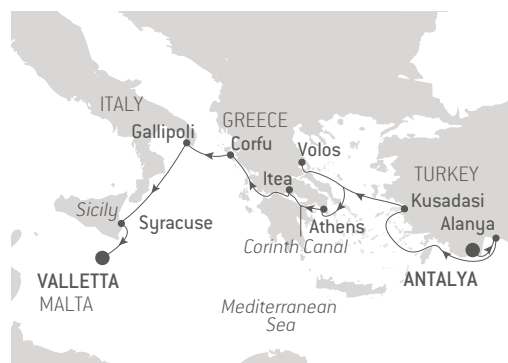 ITALY
Gallipoli
GREECE
Corfu
Volos
Itea
TURKEY
Kusadasi
Alanya
Sicily
Syracuse
Athens
Corinth Canal
VALLETTA
MALTA
ANTALYA
Mediterranean
Sea